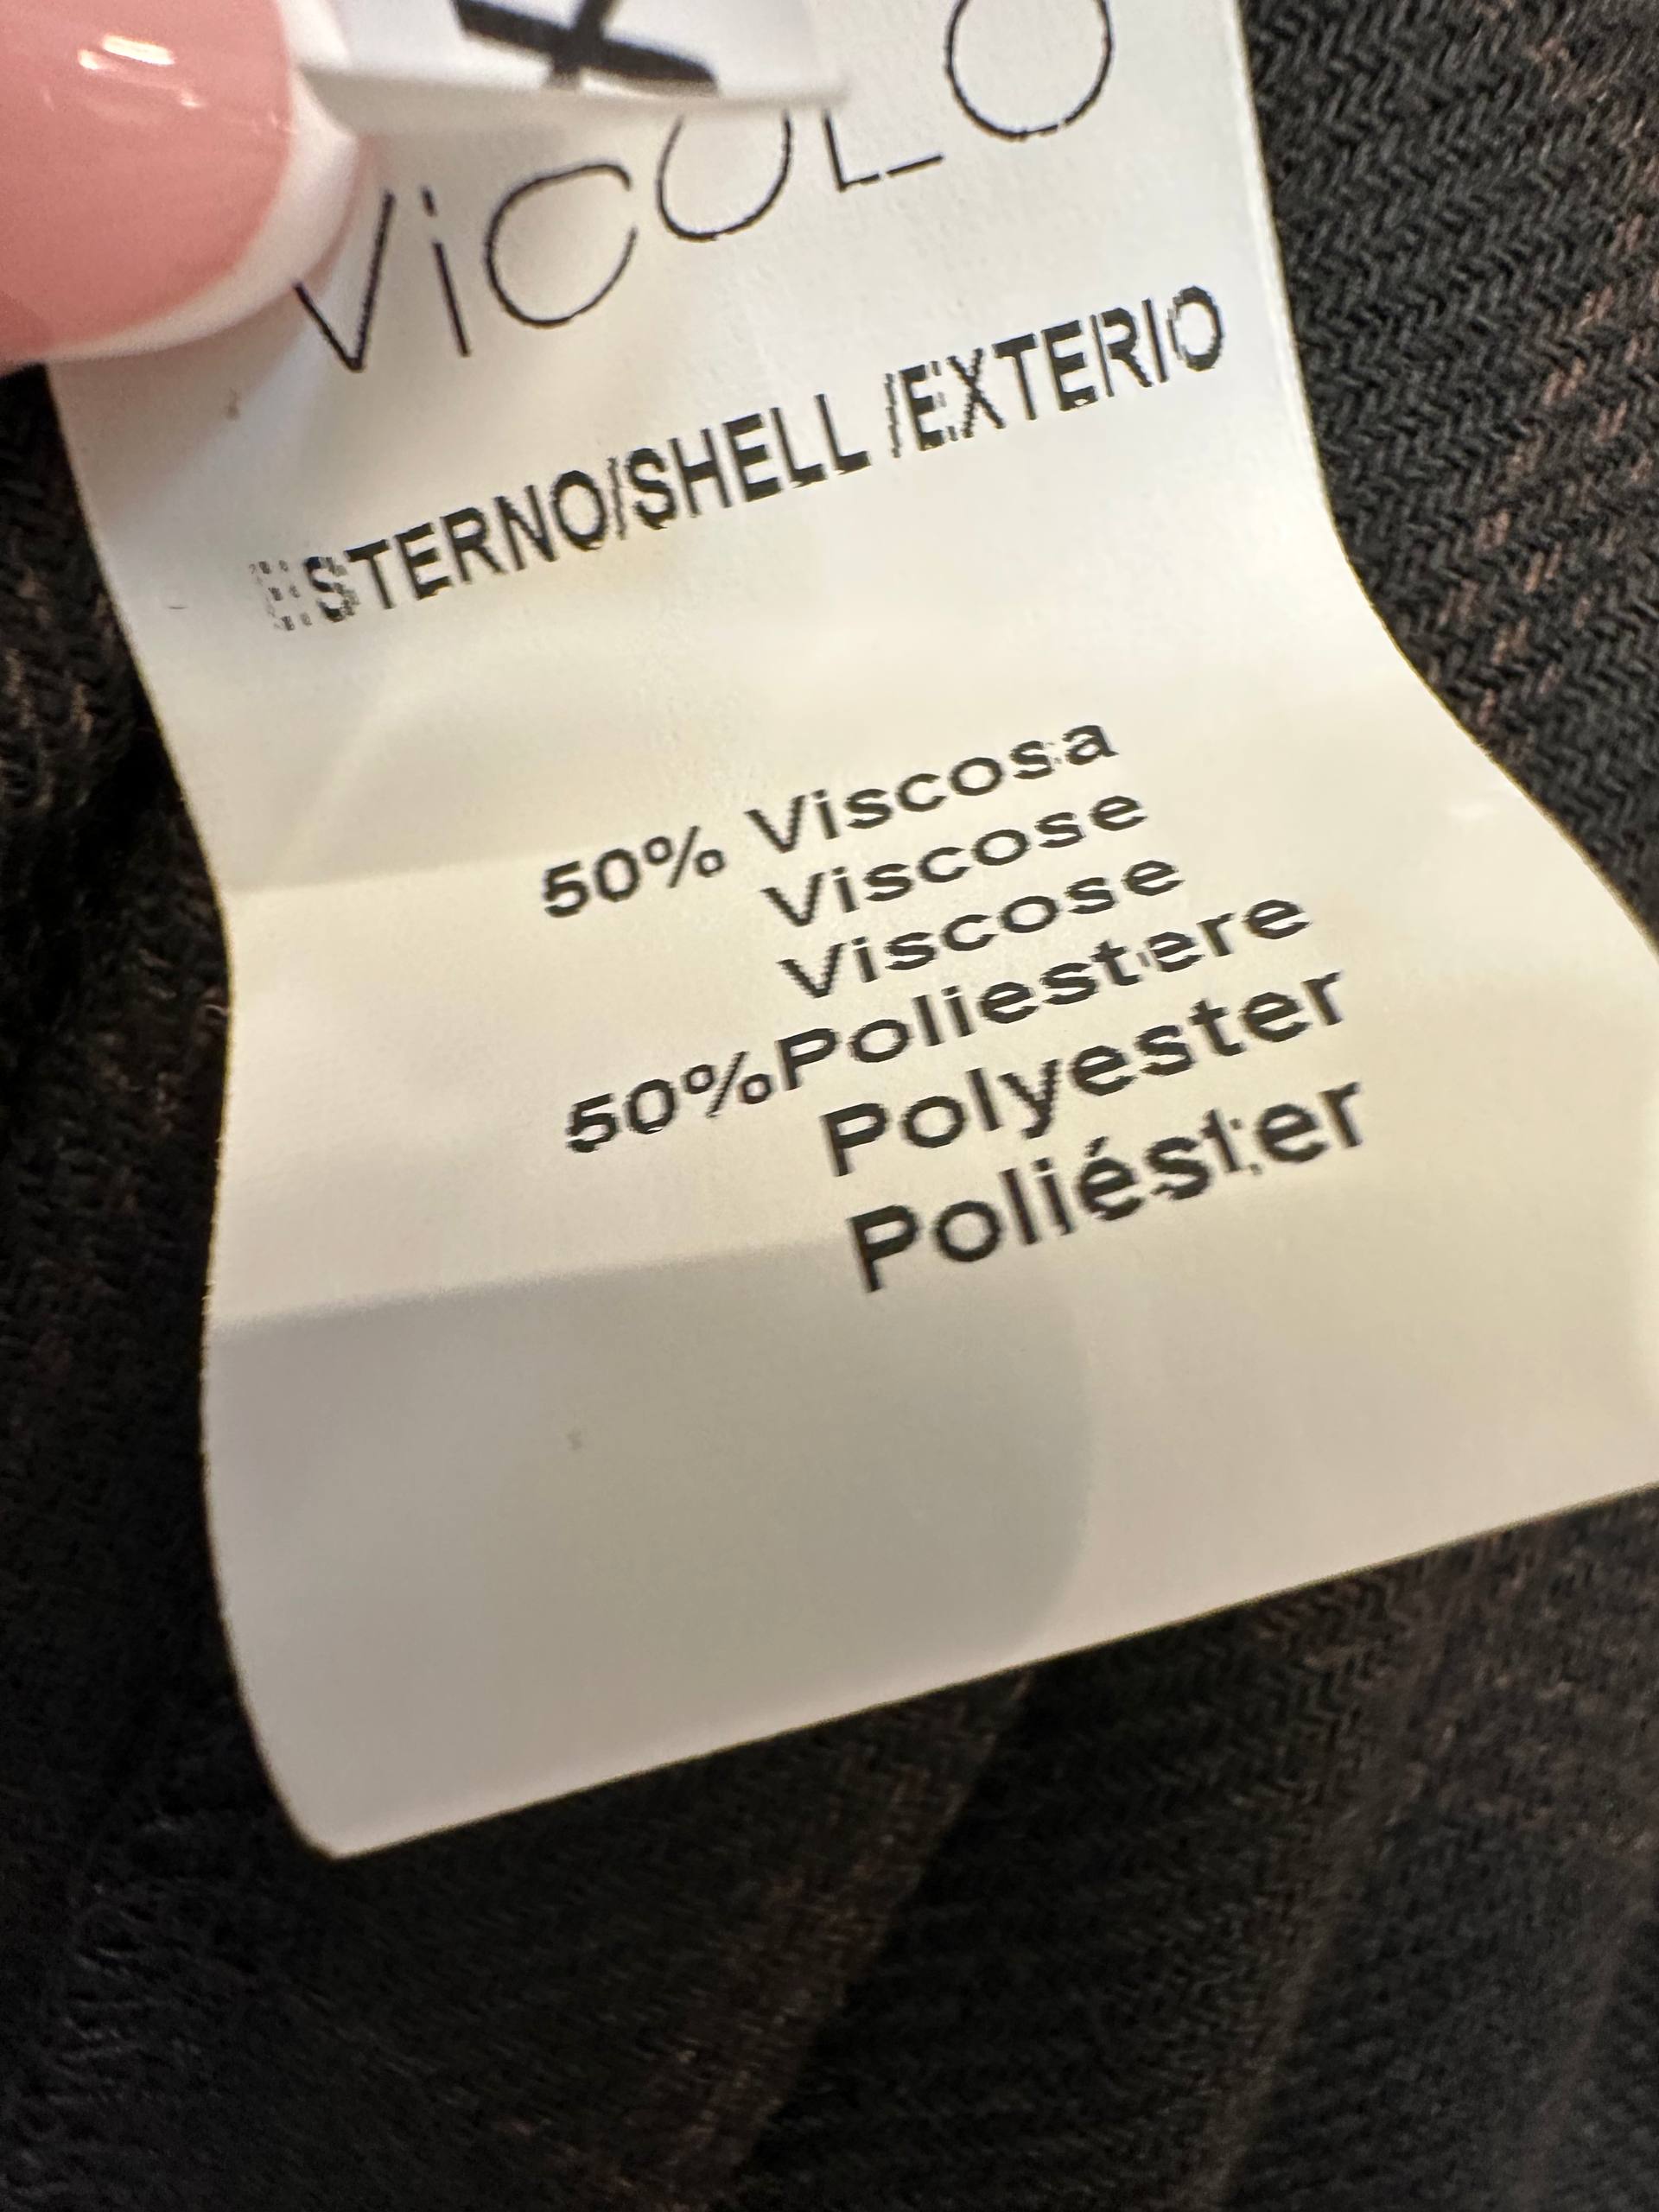 ViCOLO
ESTERNO/SHELL /EXTERIO
50% Viscosa
Viscose
Viscose
50%Poliestere
Polyester
Poliéster